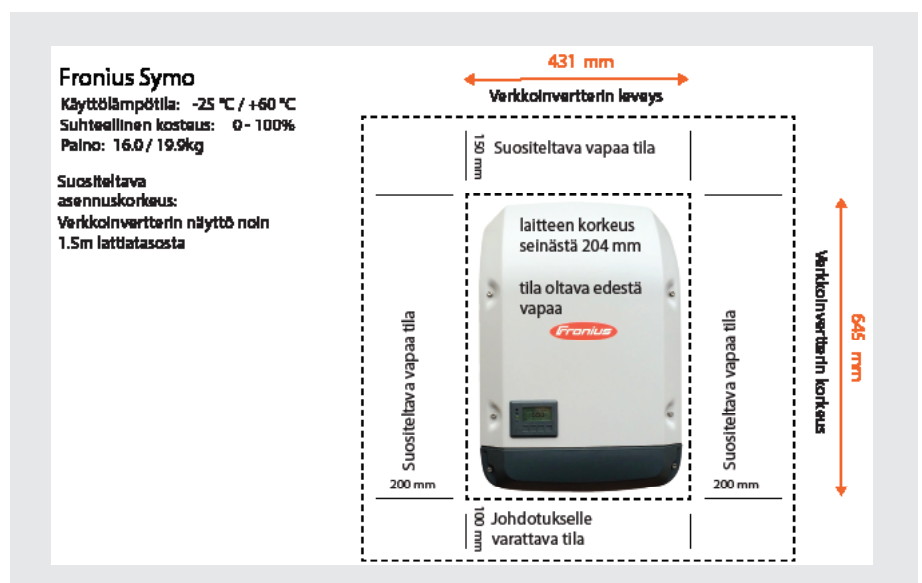 Fronius Symo
Käyttölämpötila: -25 °C / +60 °C
Suhteellinen kosteus: 0 - 100%
Paino: 16.0 / 19.9kg
Suositeltava
asennuskorkeus:
Verkkoinvertterin näyttö noin
1.5m lattiatasosta
431 mm
Verkkoinvertterin leveys
150 mm
Suositeltava vapaa tila
laitteen korkeus
seinästä 204 mm
tila oltava edestä
vapaa
Fronius
Suositeltava vapaa tila
200 mm
Suositeltava vapaa tila
200 mm
Verkkoinvertterin korkeus
645 mm
100 mm
Johdotukselle
varattava tila